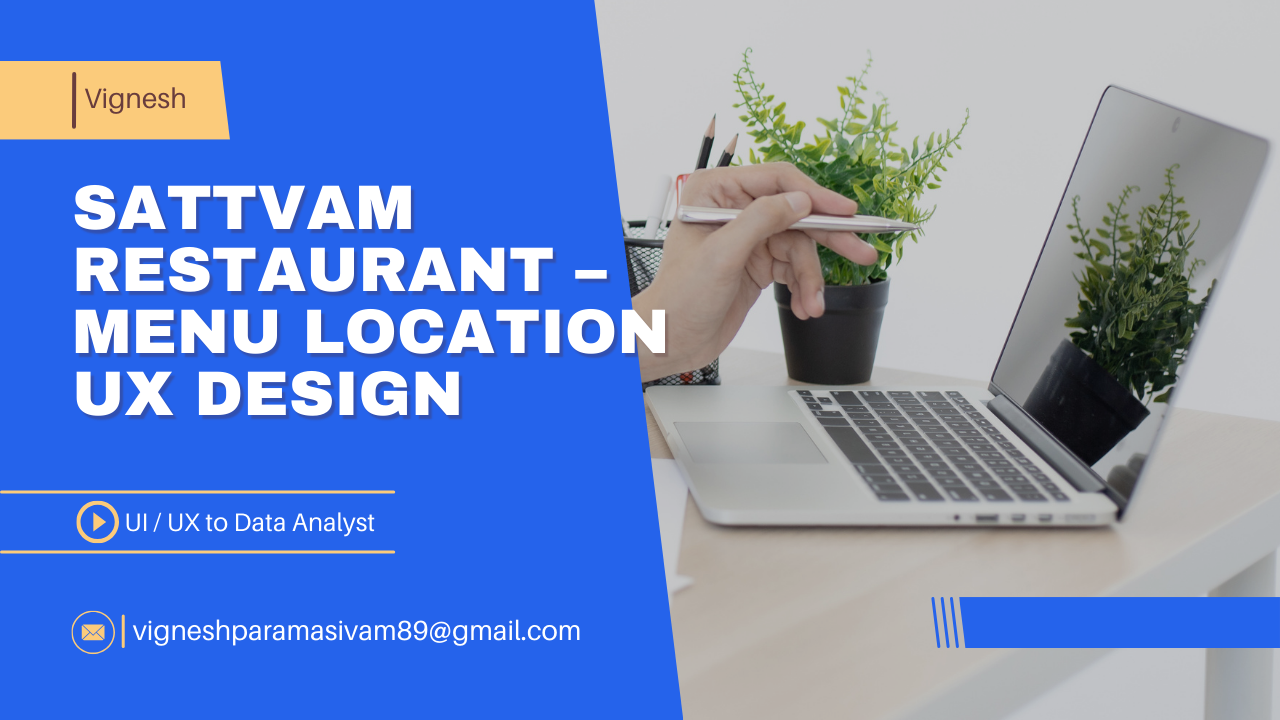 Vignesh
SATTVAM
RESTAURANT –
MENU LOCATION
UX DESIGN
UI / UX to Data Analyst
vigneshparamasivam89@gmail.com